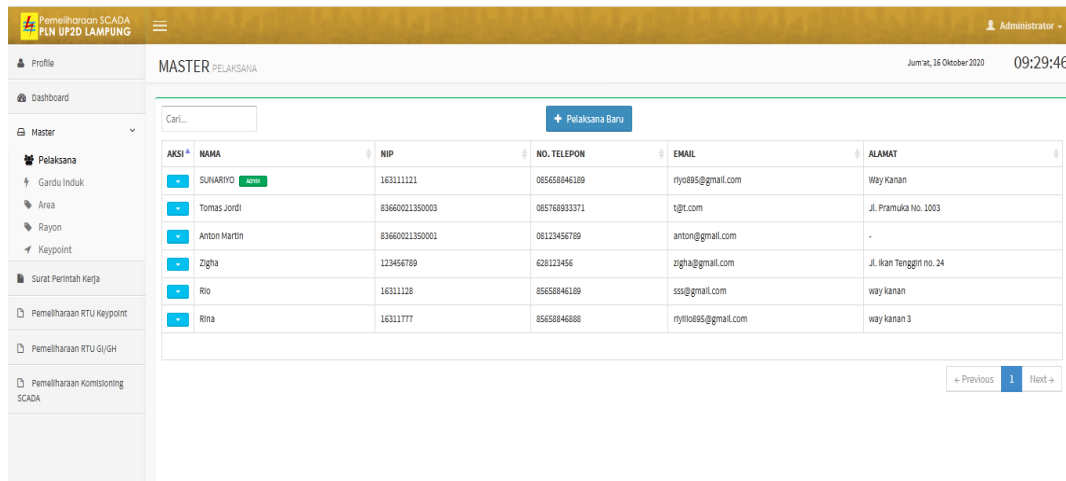 Pemeliharaan SCADA
PLN UP2D LAMPUNG
Administrator
Profile
Dashboard
Master
Pelaksana
Gardu Induk
Area
Rayon
Keypoint
Surat Perintah Kerja
Pemeliharaan RTU Keypoint
Pemeliharaan RTU GI/GH
Pemeliharaan Komisioning
SCADA
MASTER PELAKSANA
Jum'at, 16 Oktober 2020 09:29:46
Cari...
+ Pelaksana Baru
AKSI NAMA NIP NO. TELEPON EMAIL ALAMAT
SUNARIYO Admin 163111121 085658846189 riyo895@gmail.com Way Kanan
Tomas Jordi 83660021350003 085768933371 t@t.com Jl. Pramuka No. 1003
Anton Martin 83660021350001 08123456789 anton@gmail.com -
Zigha 123456789 628123456 zigha@gmail.com Jl. Ikan Tenggiri no. 24
Rio 16311128 85658846189 sss@gmail.com way kanan
Rina 16311777 85658846888 way kanan 3
← Previous 1 Next →